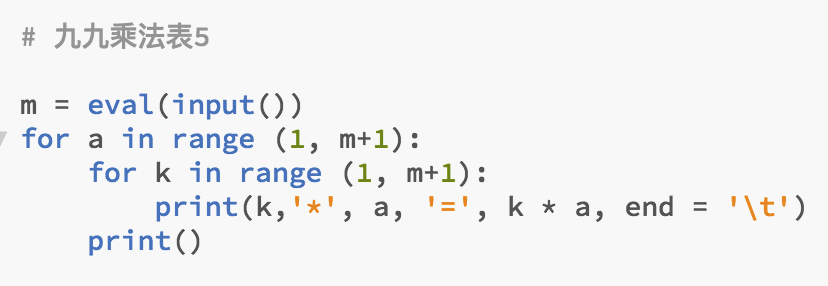 # 九九乘法表5
m = eval(input())
for a in range (1, m+1):
    for k in range (1, m+1):
        print(k,'*', a, '=', k * a, end = '\t')
    print()